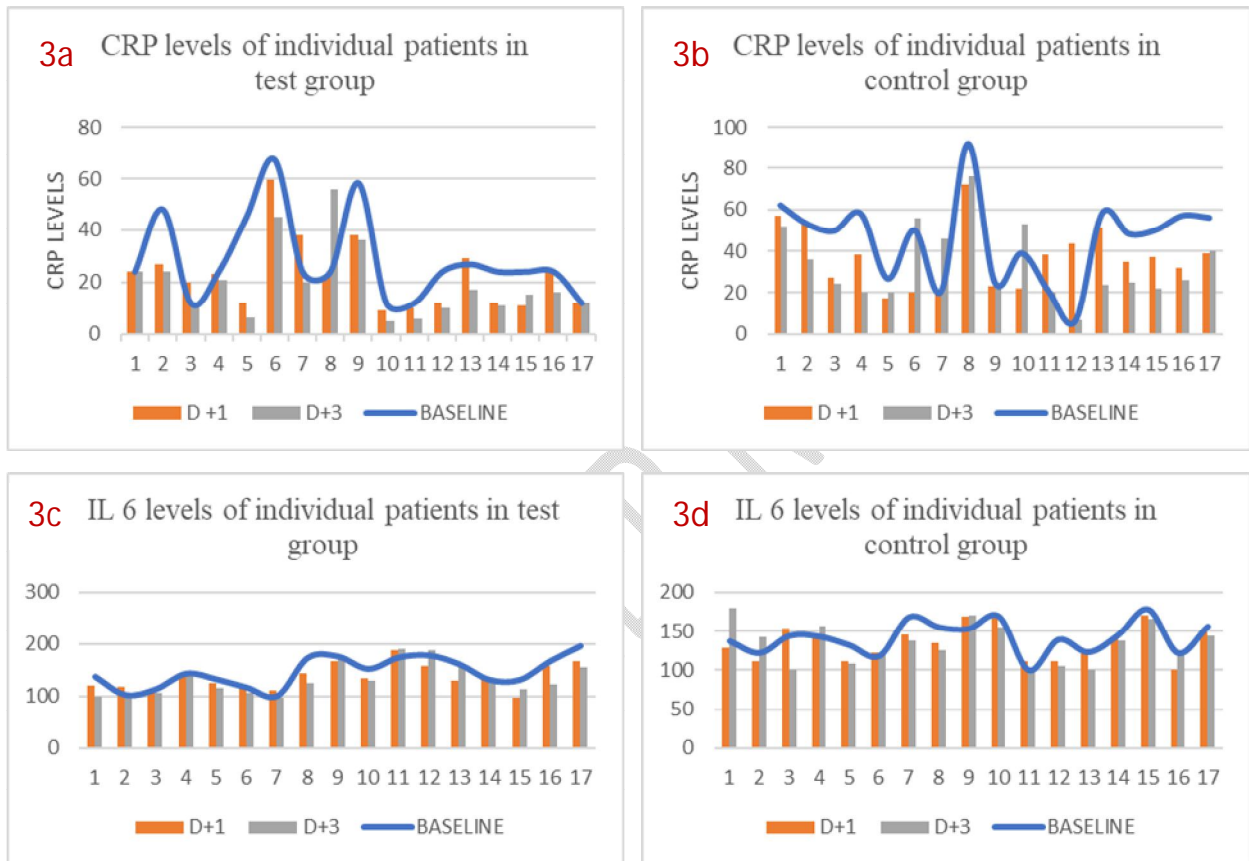 3a CRP levels of individual patients in
test group
CRP LEVELS
80
60
40
20
0
1 2 3 4 5 6 7 8 9 10 11 12 13 14 15 16 17
D +1 D+3 BASELINE
3b CRP levels of individual patients in
control group
CRP LEVELS
100
80
60
40
20
0
1 2 3 4 5 6 7 8 9 10 11 12 13 14 15 16 17
D +1 D+3 BASELINE
3c IL 6 levels of individual patients in test
group
300
200
100
0
1 2 3 4 5 6 7 8 9 10 11 12 13 14 15 16 17
D+1 D+3 BASELINE
3d IL 6 levels of individual patients in
control group
200
150
100
50
0
1 2 3 4 5 6 7 8 9 10 11 12 13 14 15 16 17
D+1 D+3 BASELINE